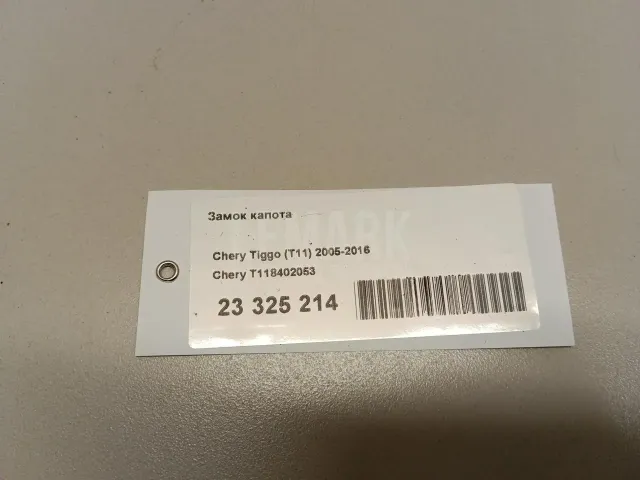 Замок капота
Chery Tiggo (T11) 2005-2016
Chery T118402053
23 325 214